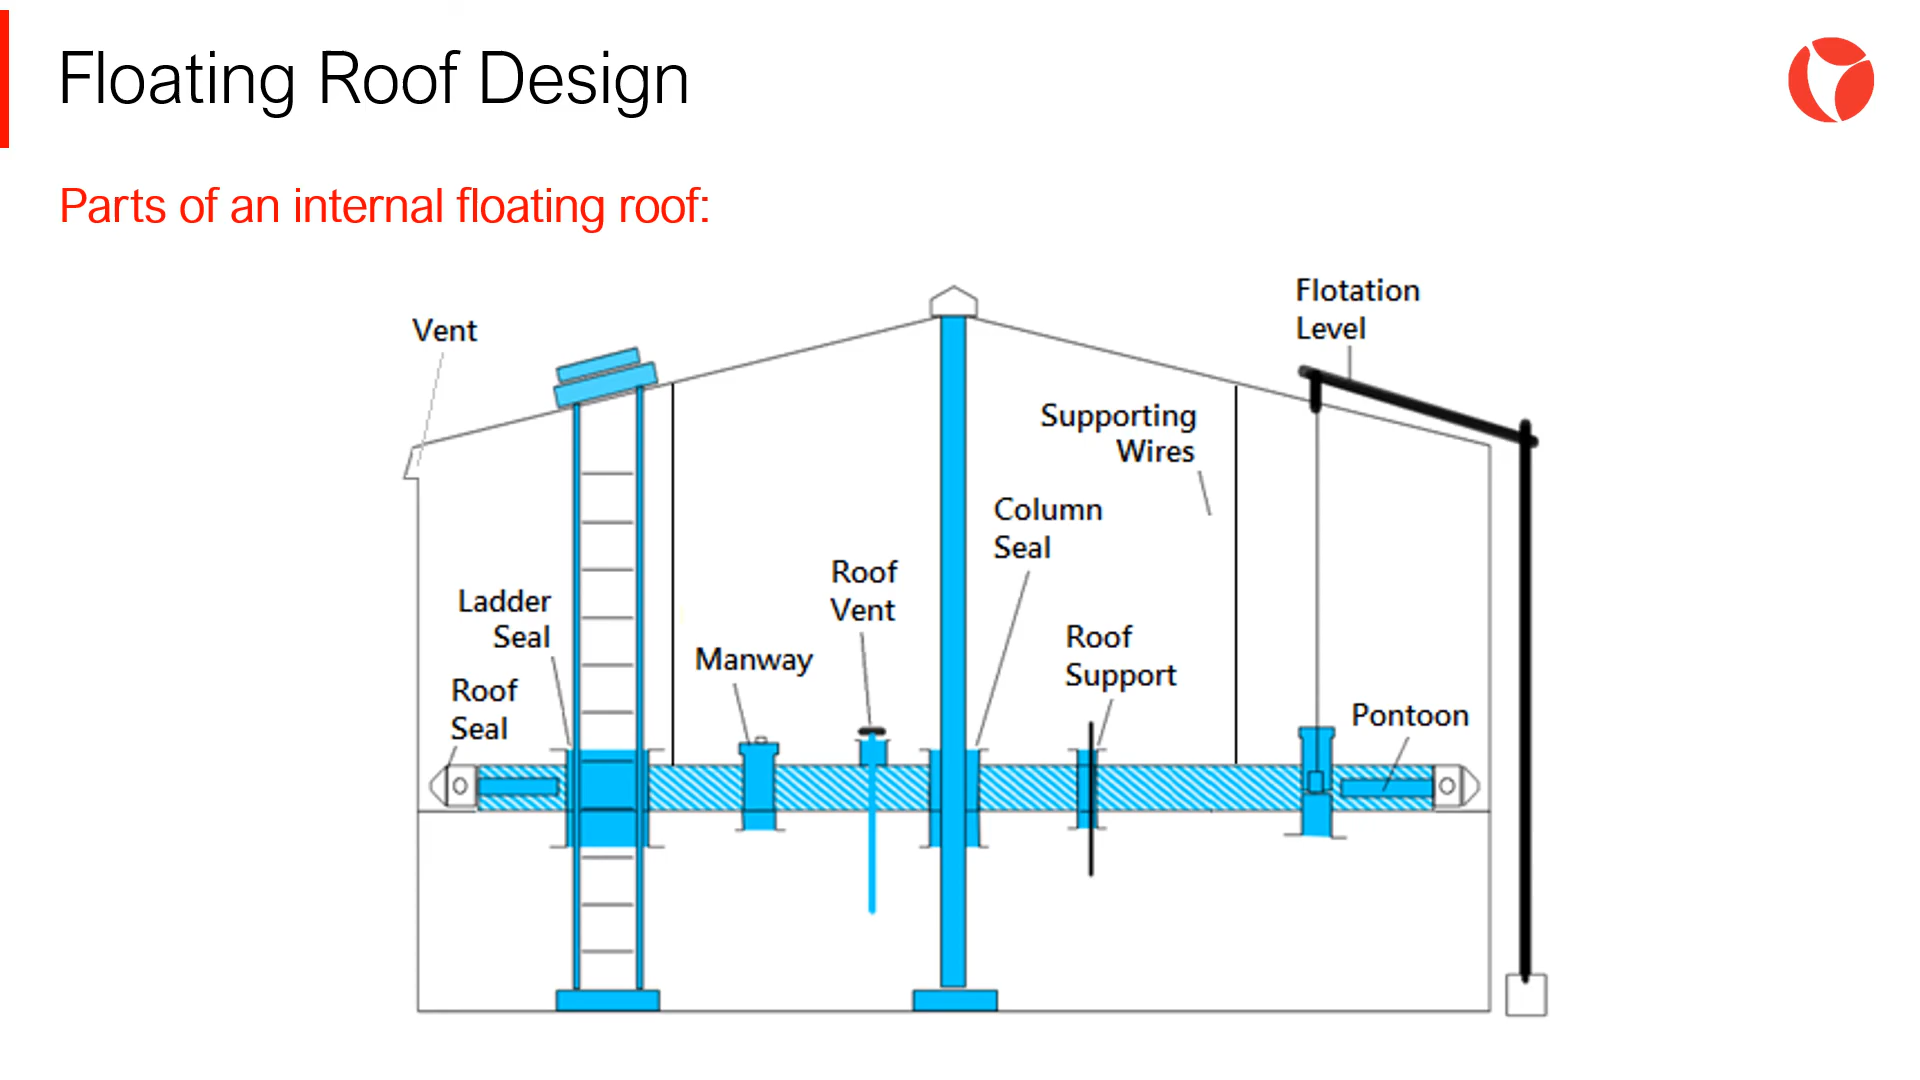 Floating Roof Design
Parts of an internal floating roof:
Flotation
Level
Vent
Supporting
Wires
Column
Seal
Roof
Vent
Ladder
Seal
Manway
Roof
Support
Roof
Seal
Pontoon